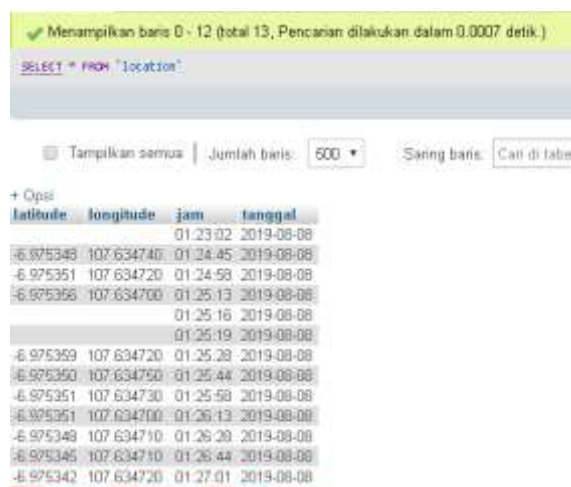 Menampilkan baris 0 - 12 (total 13, Pencarian dilakukan dalam 0.0007 detik.)
SELECT * FROM `location`
Tampilkan semua | Jumlah baris: 500 Saring baris: Cari di tabe
+ Opsi
latitude longitude jam tanggal
01:23:02 2019-08-08
-6.975348 107.634740 01:24:45 2019-08-08
-6.975351 107.634720 01:24:58 2019-08-08
-6.975356 107.634700 01:25:13 2019-08-08
01:25:16 2019-08-08
01:25:19 2019-08-08
-6.975359 107.634720 01:25:28 2019-08-08
-6.975350 107.634750 01:25:44 2019-08-08
-6.975351 107.634730 01:25:58 2019-08-08
-6.975351 107.634700 01:26:13 2019-08-08
-6.975348 107.634710 01:26:28 2019-08-08
-6.975345 107.634710 01:26:44 2019-08-08
-6.975342 107.634720 01:27:01 2019-08-08